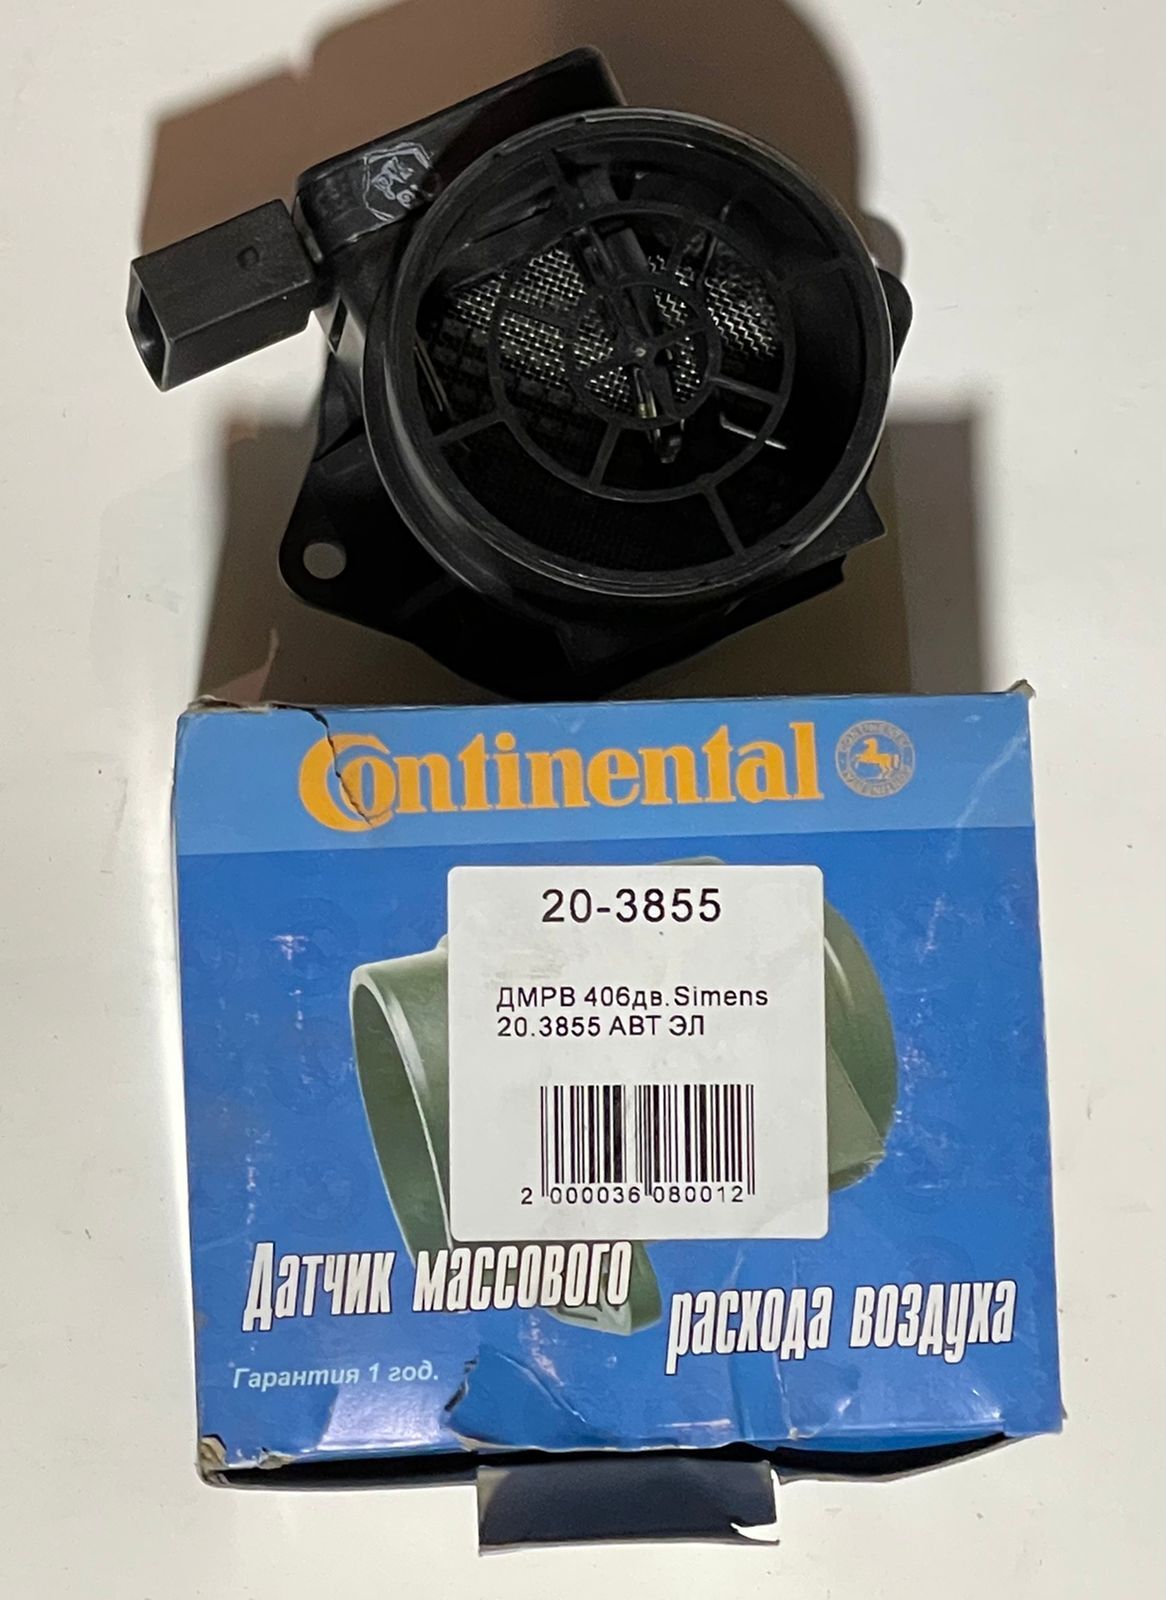 Continental
20-3855
ДМРВ 406дв.Simens
20.3855 АВТ ЭЛ
2 000036 080012
Датчик массового
расхода воздуха
Гарантия 1 год.